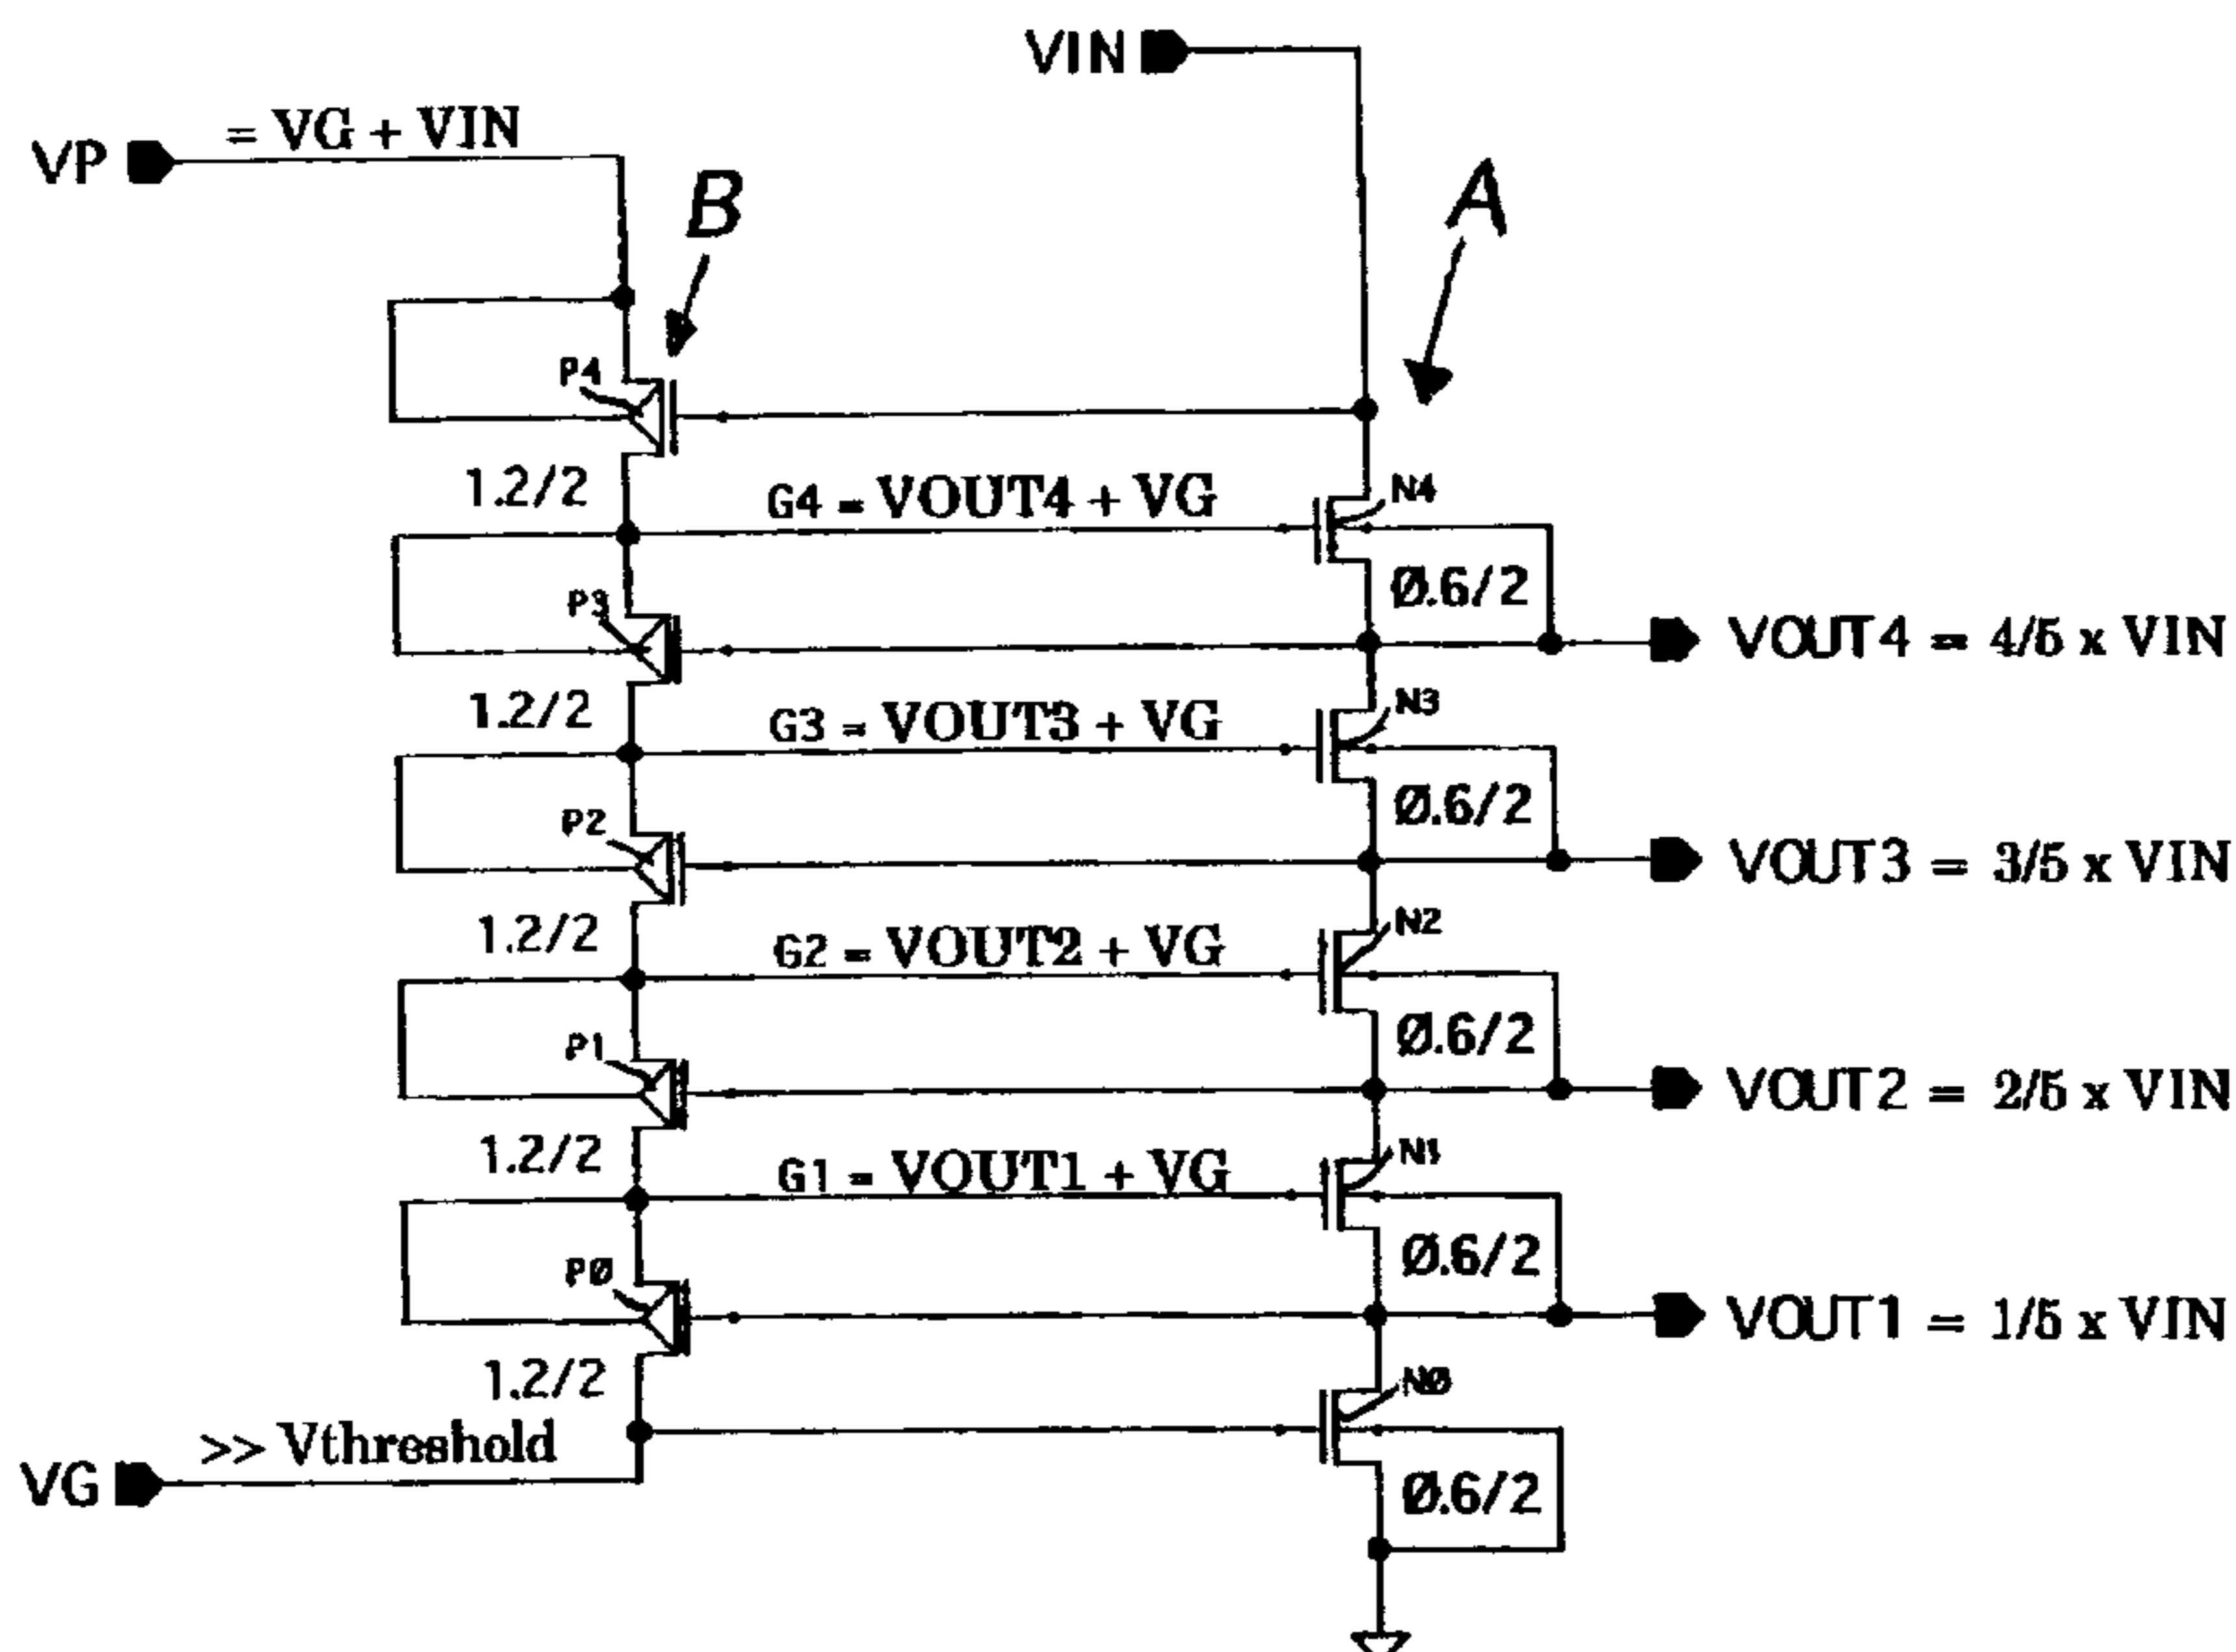 VIN
VP = VG + VIN
B
A
P4
1.2/2
G4 = VOUT4 + VG
N4
Ø.6/2
P3
VOUT4 = 4/5 x VIN
1.2/2
G3 = VOUT3 + VG
N3
Ø.6/2
P2
VOUT3 = 3/5 x VIN
1.2/2
G2 = VOUT2 + VG
N2
Ø.6/2
P1
VOUT2 = 2/5 x VIN
1.2/2
G1 = VOUT1 + VG
N1
Ø.6/2
PØ
VOUT1 = 1/5 x VIN
1.2/2
NØ
VG >> Vthreshold
Ø.6/2